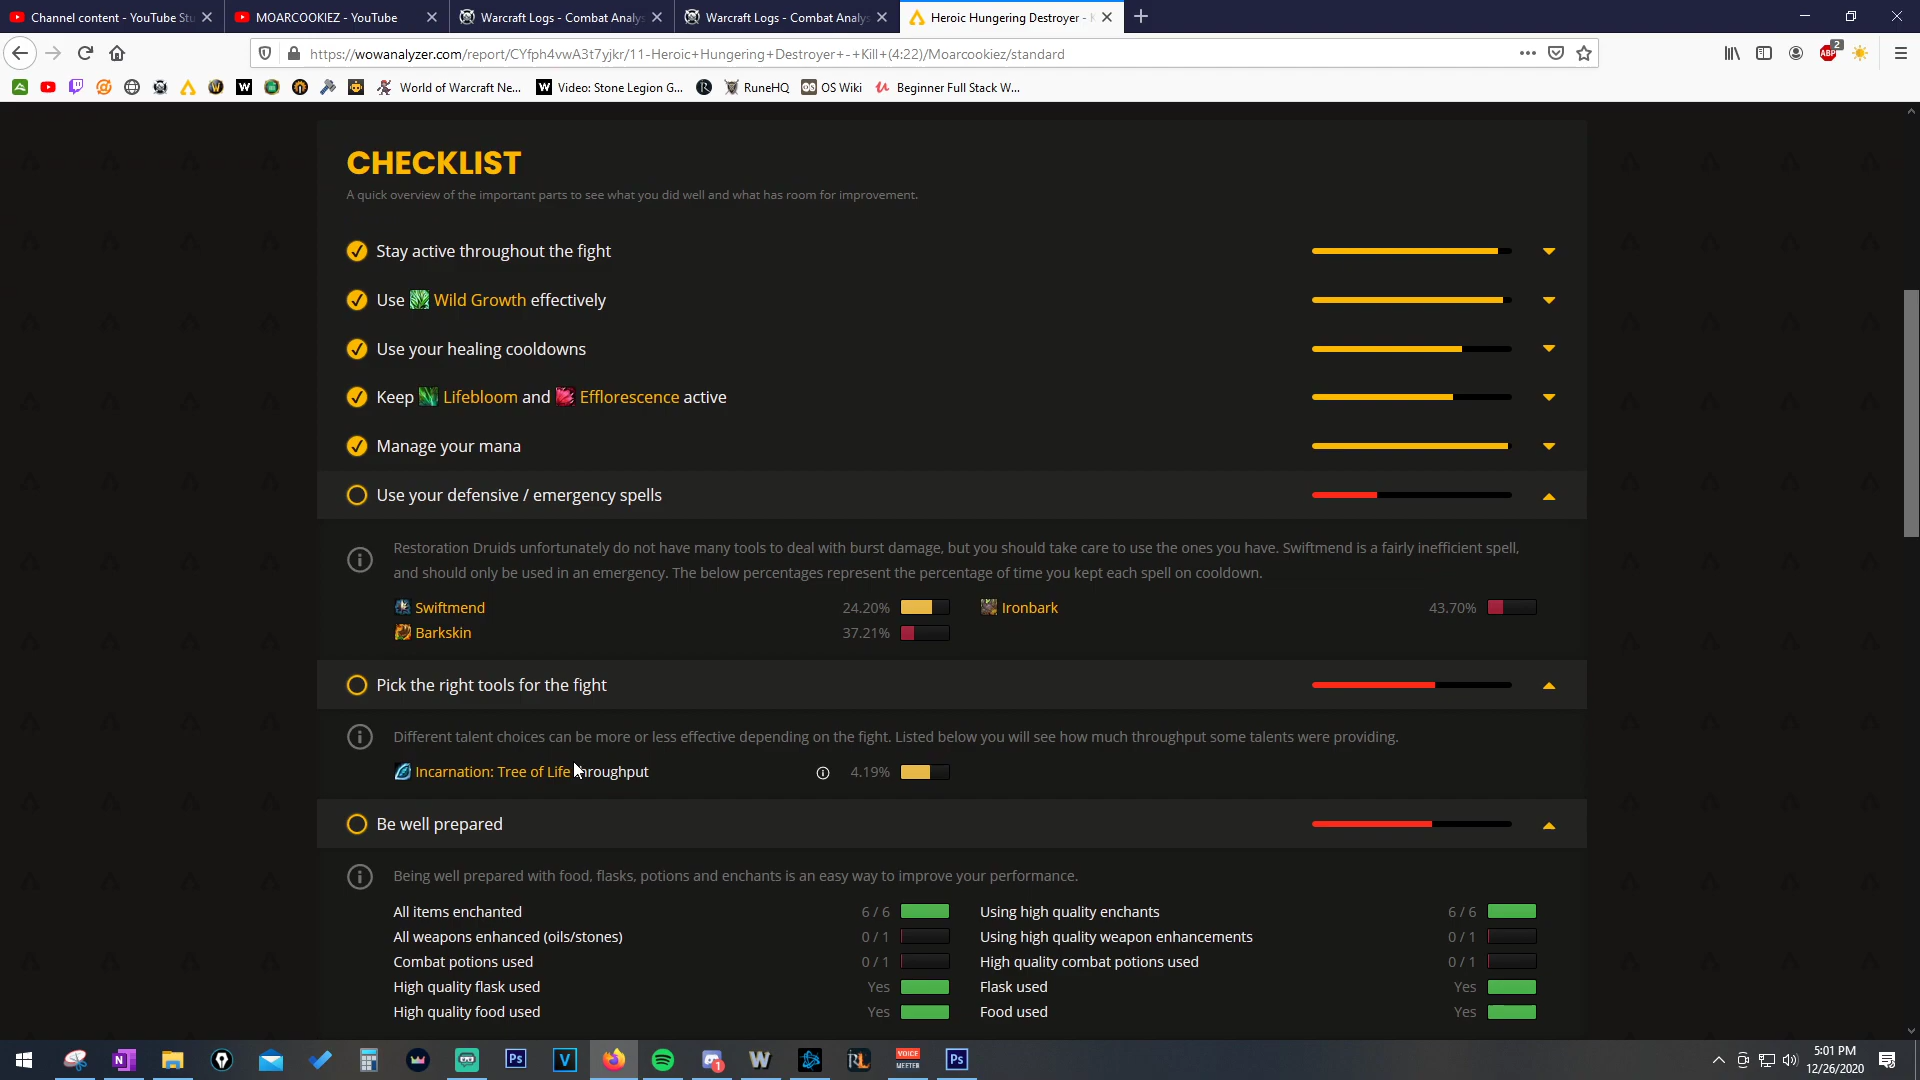 Channel content - YouTube Stu
MOARCOOKIEZ - YouTube
Warcraft Logs - Combat Analys
Warcraft Logs - Combat Analys
Heroic Hungering Destroyer -
https://wowanalyzer.com/report/CYfph4vwA3t7yjkr/11-Heroic+Hungering+Destroyer+-+Kill+(4:22)/Moarcookiez/standard
ABP 2
World of Warcraft Ne...
Video: Stone Legion G...
RuneHQ
OS Wiki
Beginner Full Stack W...
CHECKLIST
A quick overview of the important parts to see what you did well and what has room for improvement.
Stay active throughout the fight
Use Wild Growth effectively
Use your healing cooldowns
Keep Lifebloom and Efflorescence active
Manage your mana
Use your defensive / emergency spells
Restoration Druids unfortunately do not have many tools to deal with burst damage, but you should take care to use the ones you have. Swiftmend is a fairly inefficient spell,
and should only be used in an emergency. The below percentages represent the percentage of time you kept each spell on cooldown.
Swiftmend 24.20% Ironbark 43.70%
Barkskin 37.21%
Pick the right tools for the fight
Different talent choices can be more or less effective depending on the fight. Listed below you will see how much throughput some talents were providing.
Incarnation: Tree of Life throughput 4.19%
Be well prepared
Being well prepared with food, flasks, potions and enchants is an easy way to improve your performance.
All items enchanted 6 / 6 Using high quality enchants 6 / 6
All weapons enhanced (oils/stones) 0 / 1 Using high quality weapon enhancements 0 / 1
Combat potions used 0 / 1 High quality combat potions used 0 / 1
High quality flask used Yes Flask used Yes
High quality food used Yes Food used Yes
VOICE MEETER
5:01 PM
12/26/2020